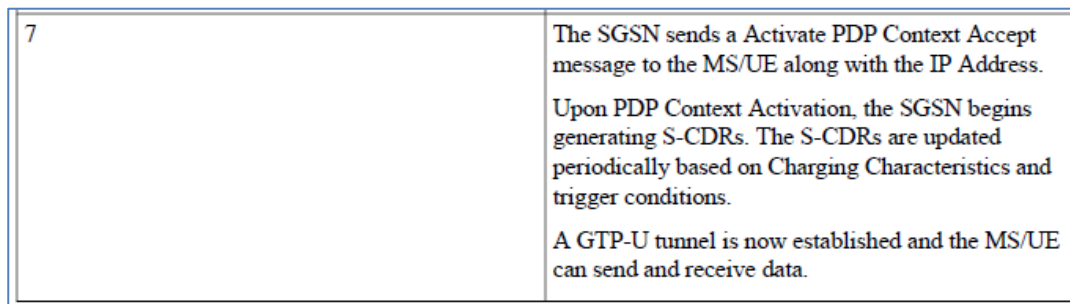 7
The SGSN sends a Activate PDP Context Accept
message to the MS/UE along with the IP Address.
Upon PDP Context Activation, the SGSN begins
generating S-CDRs. The S-CDRs are updated
periodically based on Charging Characteristics and
trigger conditions.
A GTP-U tunnel is now established and the MS/UE
can send and receive data.